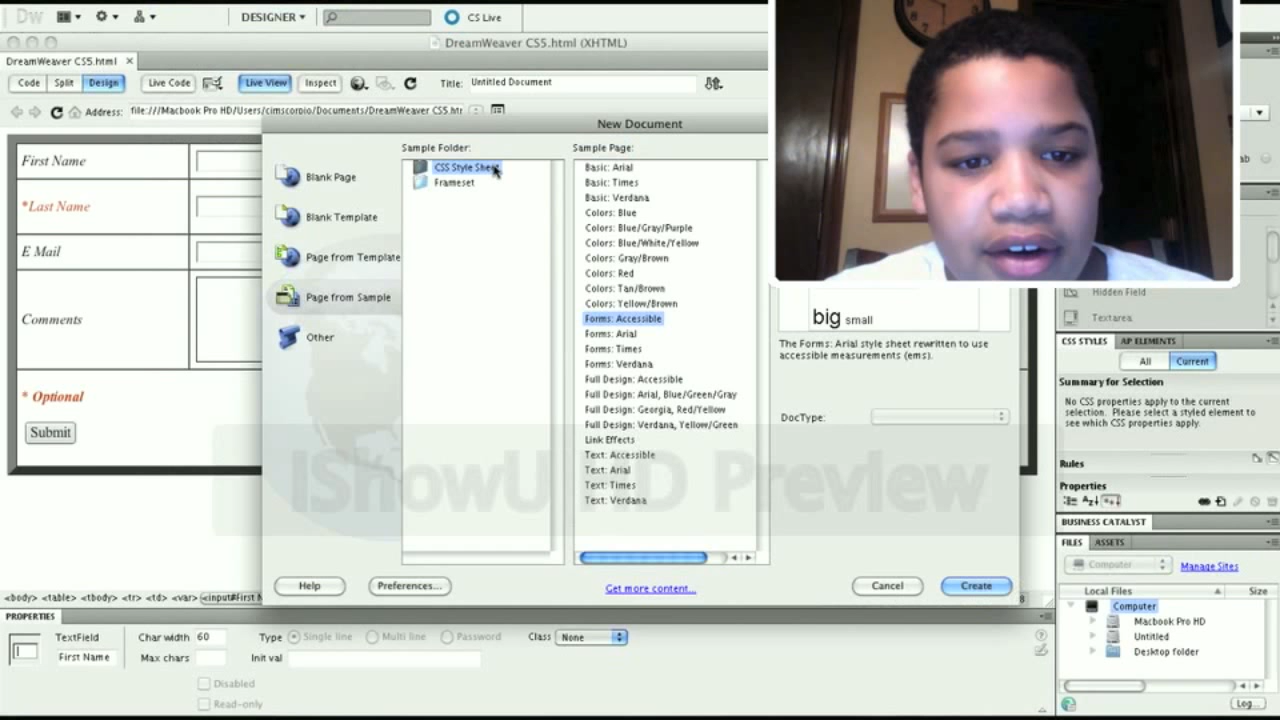 Dw DESIGNER CS Live
DreamWeaver CS5.html (XHTML)
DreamWeaver CS5.html
Code Split Design Live Code Live View Inspect Title: Untitled Document
Address: file:///Macbook Pro HD/Users/cimscorpio/Documents/DreamWeaver CS5.htr
New Document
Sample Folder: Sample Page:
Blank Page
Blank Template
Page from Template
Page from Sample
Other
CSS Style Sheet
Frameset
Basic: Arial
Basic: Times
Basic: Verdana
Colors: Blue
Colors: Blue/Gray/Purple
Colors: Blue/White/Yellow
Colors: Gray/Brown
Colors: Red
Colors: Tan/Brown
Colors: Yellow/Brown
Forms: Accessible
Forms: Arial
Forms: Times
Forms: Verdana
Full Design: Accessible
Full Design: Arial, Blue/Green/Gray
Full Design: Georgia, Red/Yellow
Full Design: Verdana, Yellow/Green
Link Effects
Text: Accessible
Text: Arial
Text: Times
Text: Verdana
big small
The Forms: Arial style sheet rewritten to use
accessible measurements (ems).
DocType:
Help Preferences... Get more content... Cancel Create
First Name
*Last Name
E Mail
Comments
* Optional
Submit
IShowU HD Preview
Hidden Field
Textarea
CSS STYLES AP ELEMENTS
All Current
Summary for Selection
No CSS properties apply to the current
selection. Please select a styled element to
see which CSS properties apply.
Rules
Properties
BUSINESS CATALYST
FILES ASSETS
Computer Manage Sites
Local Files Size
Computer
Macbook Pro HD
Untitled
Desktop folder
Log...
<body> <table> <tbody> <tr> <td> <var> <input#First N
PROPERTIES
TextField Char width 60 Type Single line Multi line Password Class None
First Name Max chars Init val
Disabled
Read-only